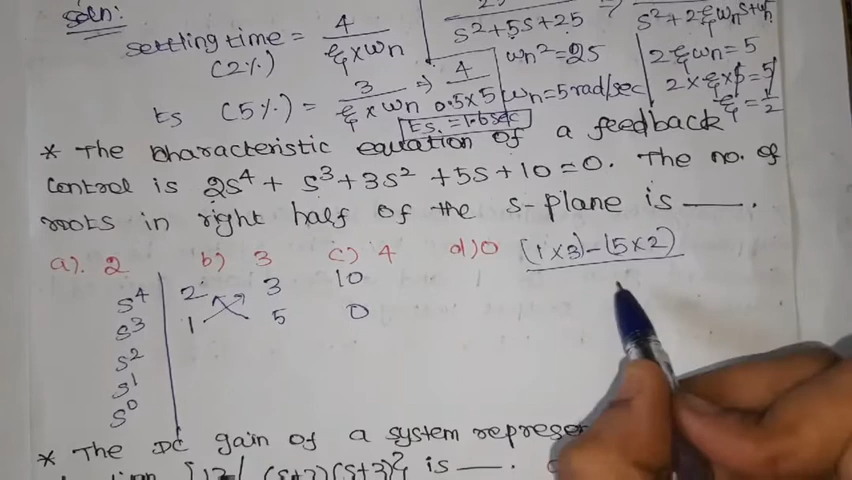 soln:
settling time = 4 / ξ×ωn
(2%)
ts (5%) = 3 / ξ×ωn ⇒ 4 / 0.5×5
ts = 1.6 sec
s²+5s+25
ωn² = 25
ωn = 5 rad/sec
s²+2ξωns+ωn²
2ξωn = 5
2×ξ×5 = 5
ξ = 1/2
* The characteristic equation of a feedback
control is 2s⁴ + s³ + 3s² + 5s + 10 = 0. The no. of
roots in right half of the s-plane is ___.
a). 2 b) 3 c) 4 d) 0 (1×3)-(5×2)
s⁴ 2 3 10
s³ 1 5 0
s²
s¹
s⁰
* The DC gain of a system
is ___.